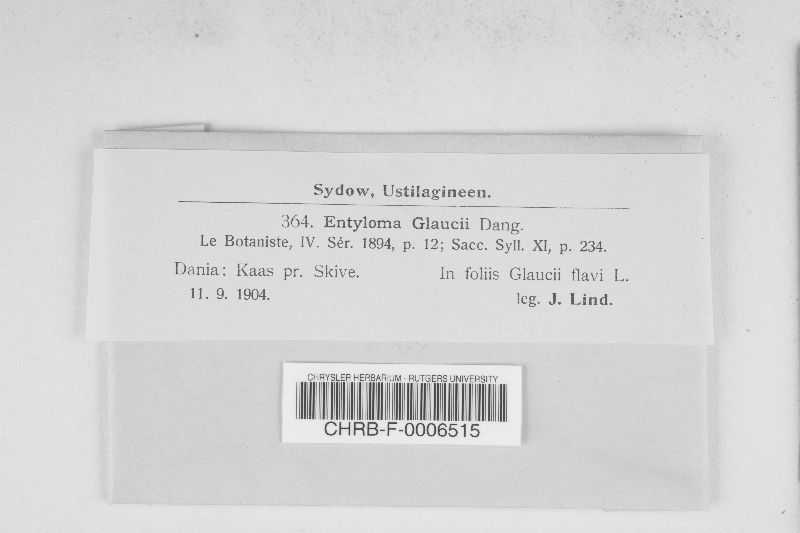 Sydow, Ustilagineen.
364. Entyloma Glaucii Dang.
Le Botaniste, IV. Sér. 1894, p. 12; Sacc. Syll. XI, p. 234.
Dania: Kaas pr. Skive. In foliis Glaucii flavi L.
11. 9. 1904. leg. J. Lind.
CHRYSLER HERBARIUM - RUTGERS UNIVERSITY
CHRB-F-0006515